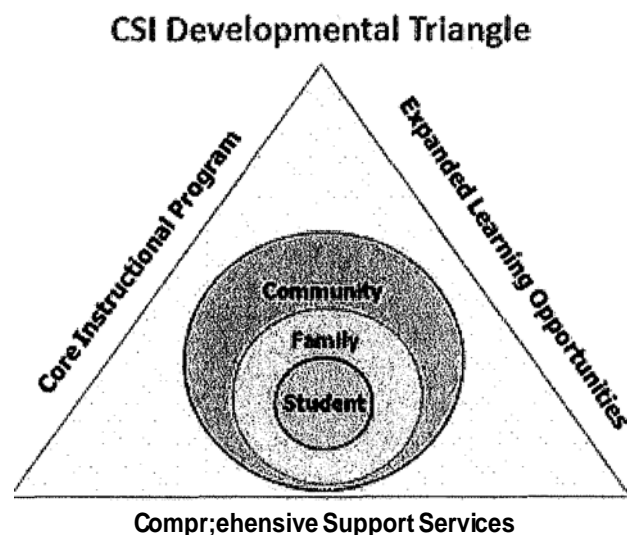 CSI Developmental Triangle
Core Instructional Program
Expanded Learning Opportunities
Community
Family
Student
Compr;ehensive Support Services